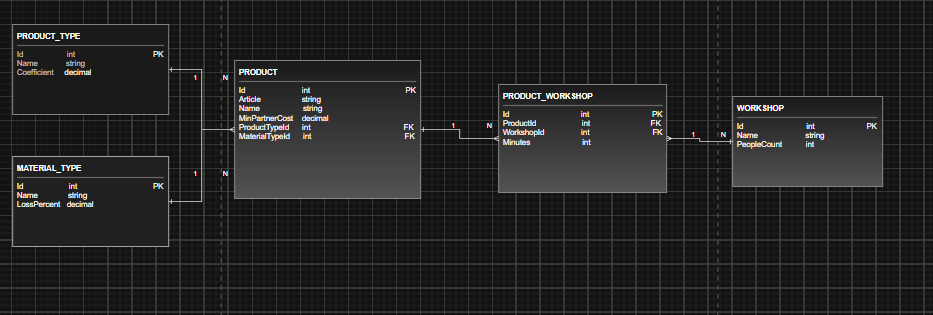 PRODUCT_TYPE
Id int PK
Name string
Coefficient decimal
1
N
MATERIAL_TYPE
Id int PK
Name string
LossPercent decimal
1
N
PRODUCT
Id int PK
Article string
Name string
MinPartnerCost decimal
ProductTypeId int FK
MaterialTypeId int FK
1
N
PRODUCT_WORKSHOP
Id int PK
ProductId int FK
WorkshopId int FK
Minutes int
1
N
WORKSHOP
Id int PK
Name string
PeopleCount int